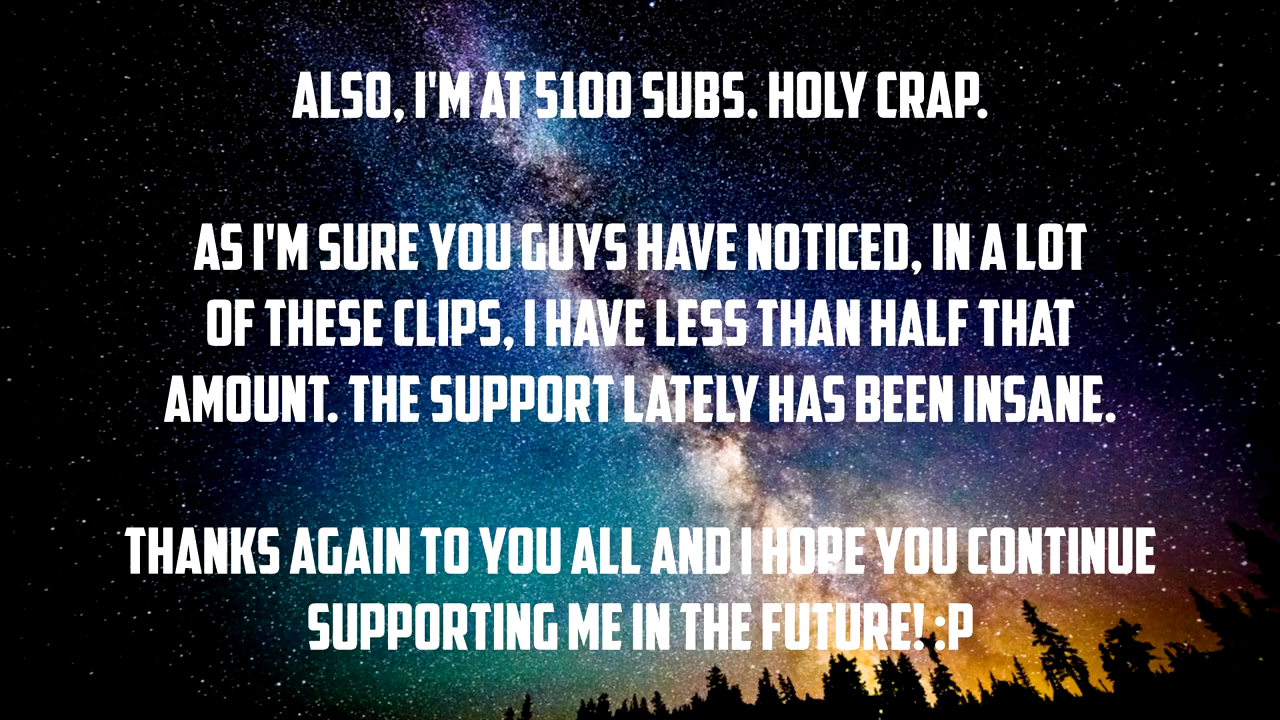 ALSO, I'M AT 5100 SUBS. HOLY CRAP.
AS I'M SURE YOU GUYS HAVE NOTICED, IN A LOT
OF THESE CLIPS, I HAVE LESS THAN HALF THAT
AMOUNT. THE SUPPORT LATELY HAS BEEN INSANE.
THANKS AGAIN TO YOU ALL AND I HOPE YOU CONTINUE
SUPPORTING ME IN THE FUTURE! :P